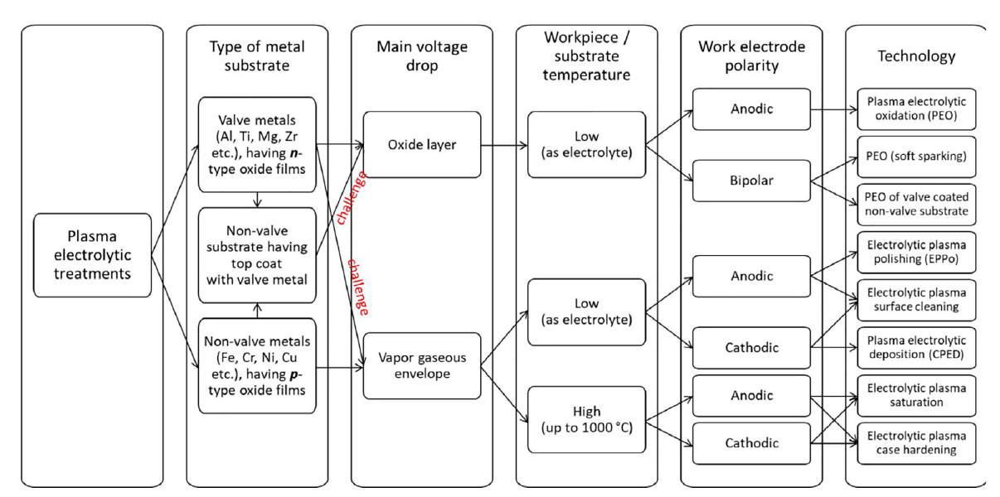 Plasma
electrolytic
treatments
Type of metal
substrate
Valve metals
(Al, Ti, Mg, Zr
etc.), having n-
type oxide films
Non-valve
substrate having
top coat
with valve metal
Non-valve metals
(Fe, Cr, Ni, Cu
etc.), having p-
type oxide films
Main voltage
drop
Oxide layer
challenge
challenge
Vapor gaseous
envelope
Workpiece /
substrate
temperature
Low
(as electrolyte)
Low
(as electrolyte)
High
(up to 1000 °C)
Work electrode
polarity
Anodic
Bipolar
Anodic
Cathodic
Anodic
Cathodic
Technology
Plasma electrolytic
oxidation (PEO)
PEO (soft sparking)
PEO of valve coated
non-valve substrate
Electrolytic plasma
polishing (EPPo)
Electrolytic plasma
surface cleaning
Plasma electrolytic
deposition (CPED)
Electrolytic plasma
saturation
Electrolytic plasma
case hardening